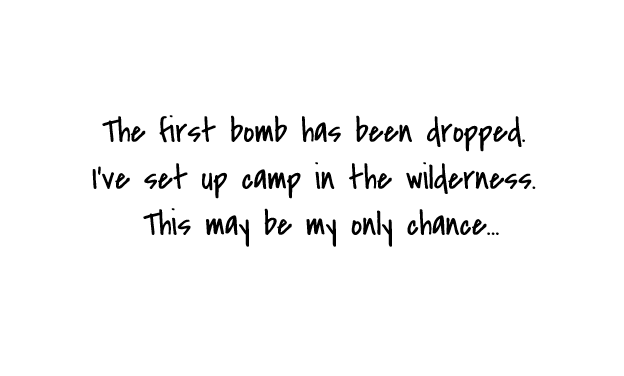 The first bomb has been dropped.
I've set up camp in the wilderness.
This may be my only chance...